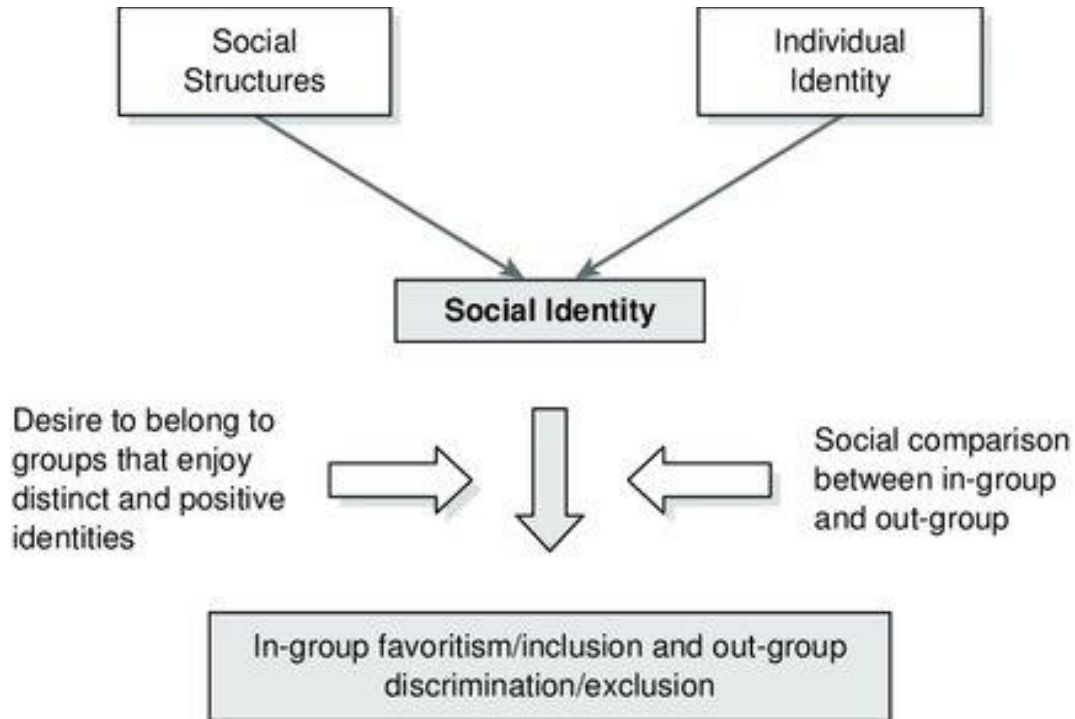 Social
Structures
Individual
Identity
Social Identity
Desire to belong to
groups that enjoy
distinct and positive
identities
Social comparison
between in-group
and out-group
In-group favoritism/inclusion and out-group
discrimination/exclusion